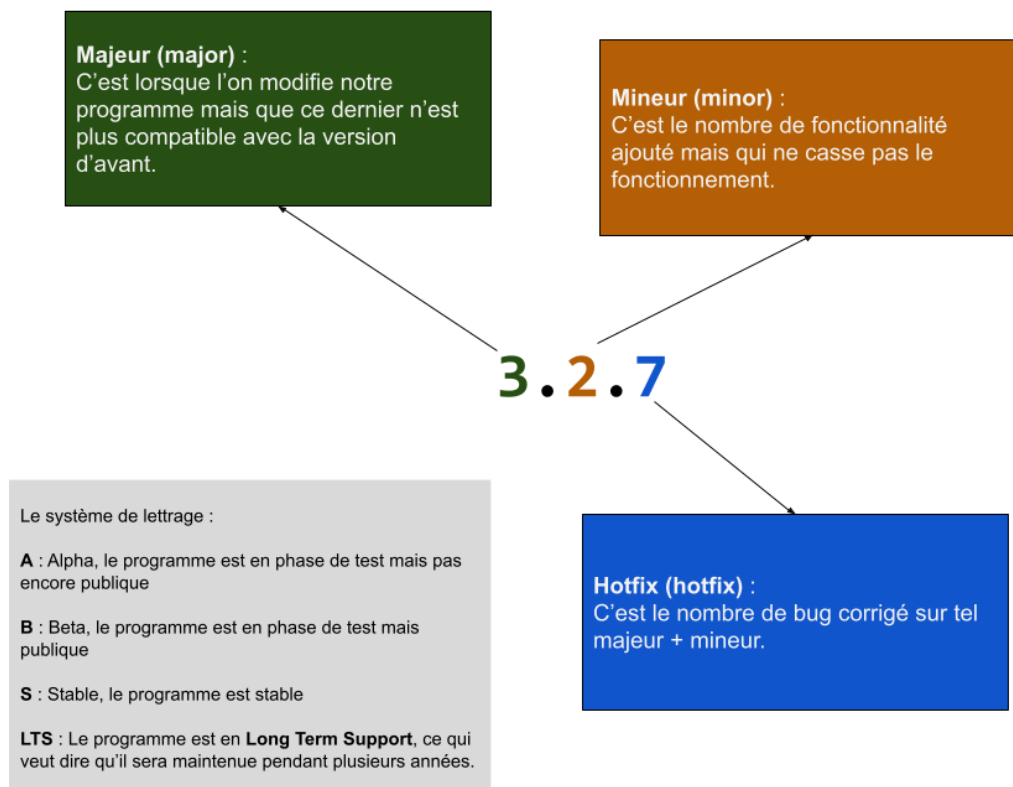 Majeur (major) :
C’est lorsque l’on modifie notre
programme mais que ce dernier n’est
plus compatible avec la version
d’avant.
Mineur (minor) :
C’est le nombre de fonctionnalité
ajouté mais qui ne casse pas le
fonctionnement.
3.2.7
Le système de lettrage :
A : Alpha, le programme est en phase de test mais pas
encore publique
B : Beta, le programme est en phase de test mais
publique
S : Stable, le programme est stable
LTS : Le programme est en Long Term Support, ce qui
veut dire qu'il sera maintenue pendant plusieurs années.
Hotfix (hotfix) :
C’est le nombre de bug corrigé sur tel
majeur + mineur.